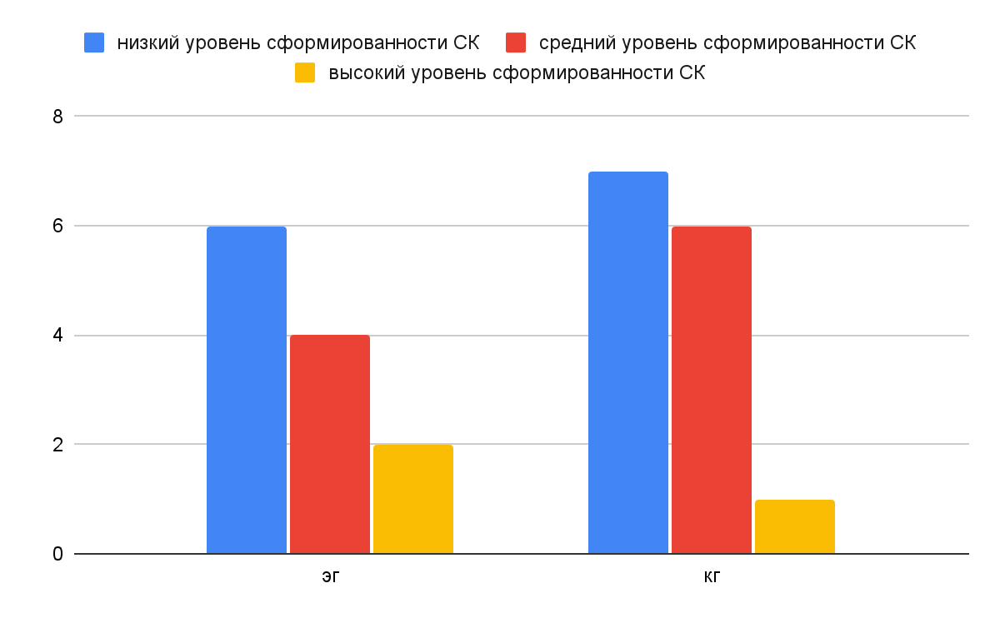 низкий уровень сформированности СК
средний уровень сформированности СК
высокий уровень сформированности СК
8
6
4
2
0
эг
кг